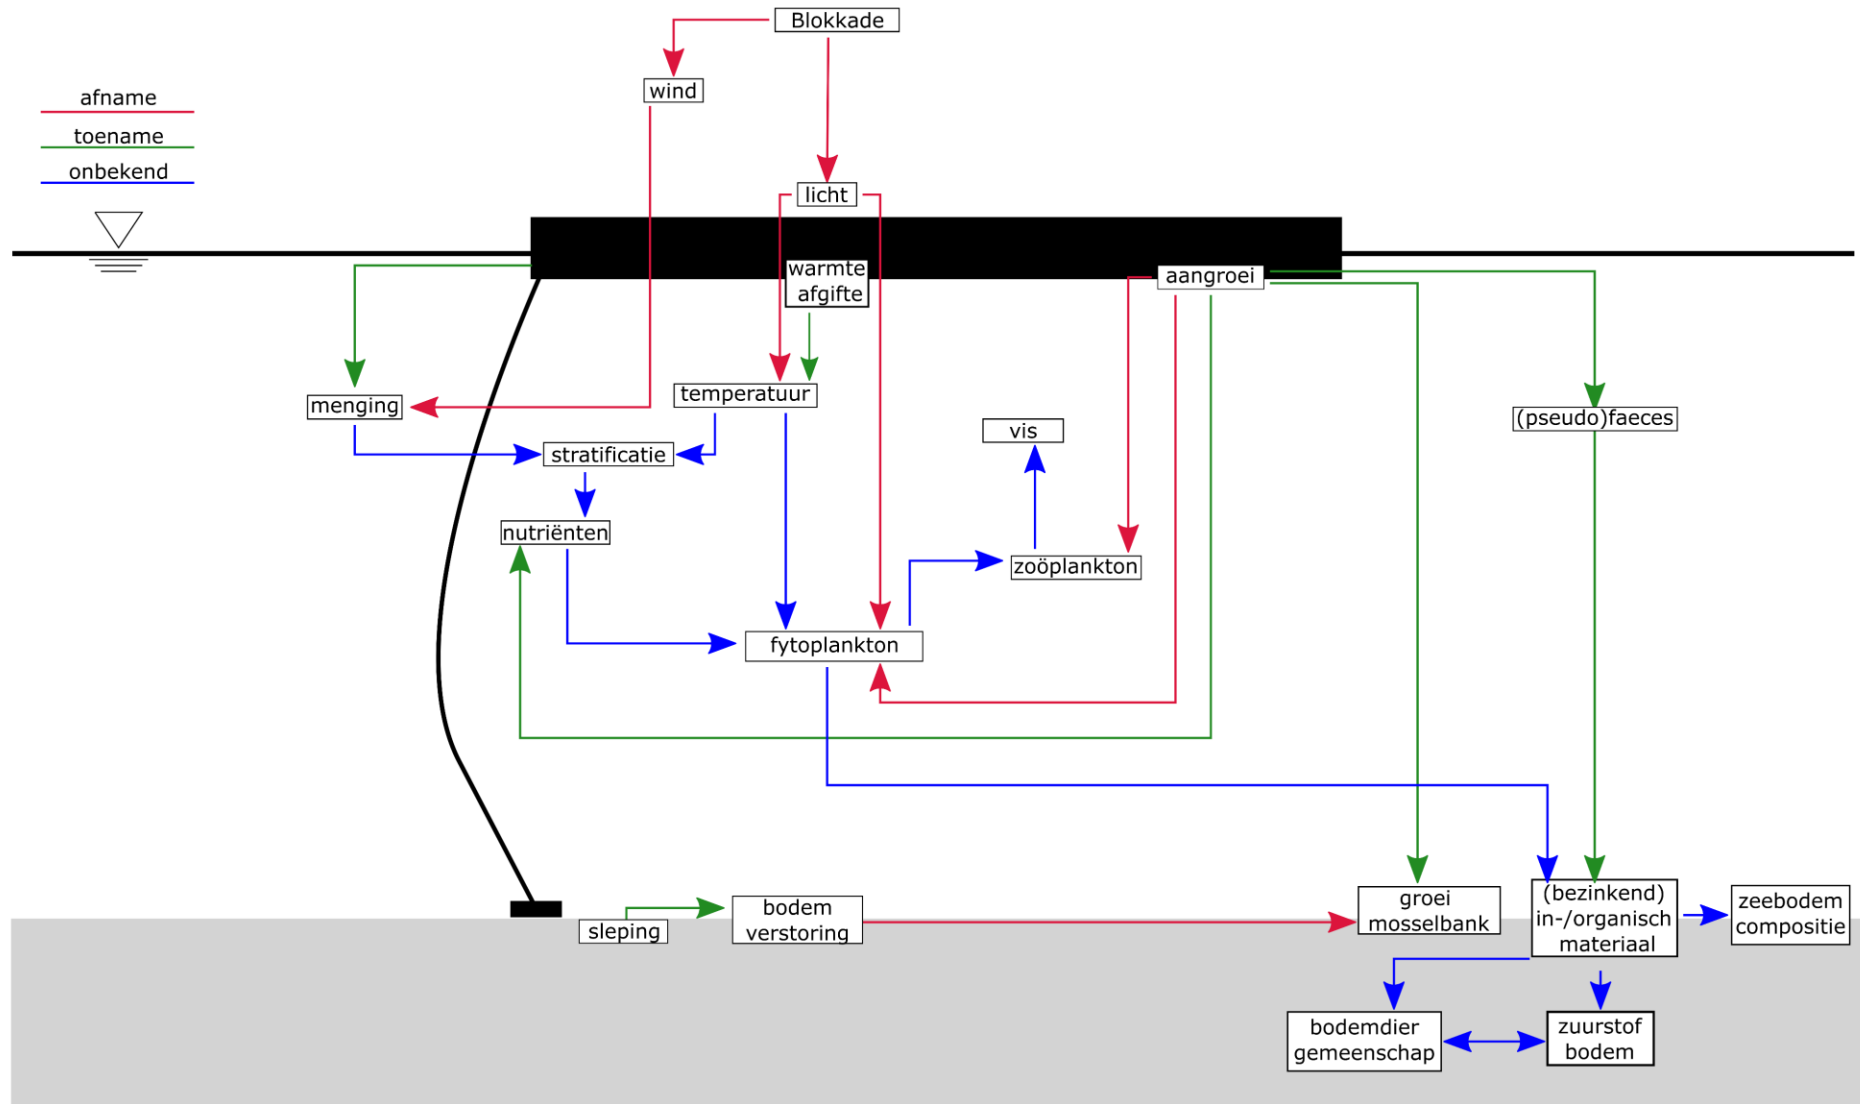 Blokkade
wind
afname
toename
onbekend
licht
warmte
afgifte
aangroei
temperatuur
menging
(pseudo)faeces
vis
stratificatie
nutriënten
zoöplankton
fytoplankton
(bezinkend)
in-/organisch
materiaal
groei
mosselbank
zeebodem
compositie
bodem
verstoring
sleping
bodemdier
gemeenschap
zuurstof
bodem